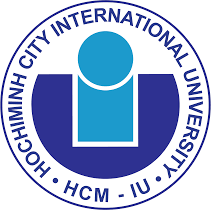 HOCHIMINH CITY INTERNATIONAL UNIVERSITY
HCM - IU